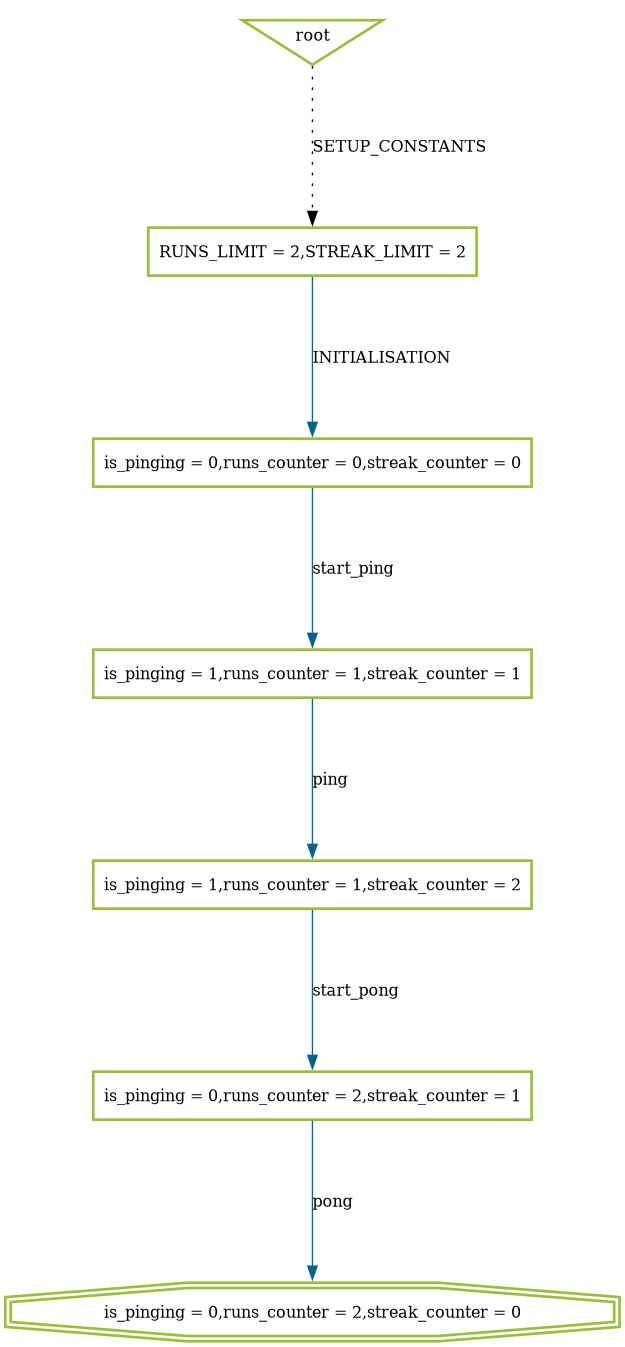 root
SETUP_CONSTANTS
RUNS_LIMIT = 2,STREAK_LIMIT = 2
INITIALISATION
is_pinging = 0,runs_counter = 0,streak_counter = 0
start_ping
is_pinging = 1,runs_counter = 1,streak_counter = 1
ping
is_pinging = 1,runs_counter = 1,streak_counter = 2
start_pong
is_pinging = 0,runs_counter = 2,streak_counter = 1
pong
is_pinging = 0,runs_counter = 2,streak_counter = 0